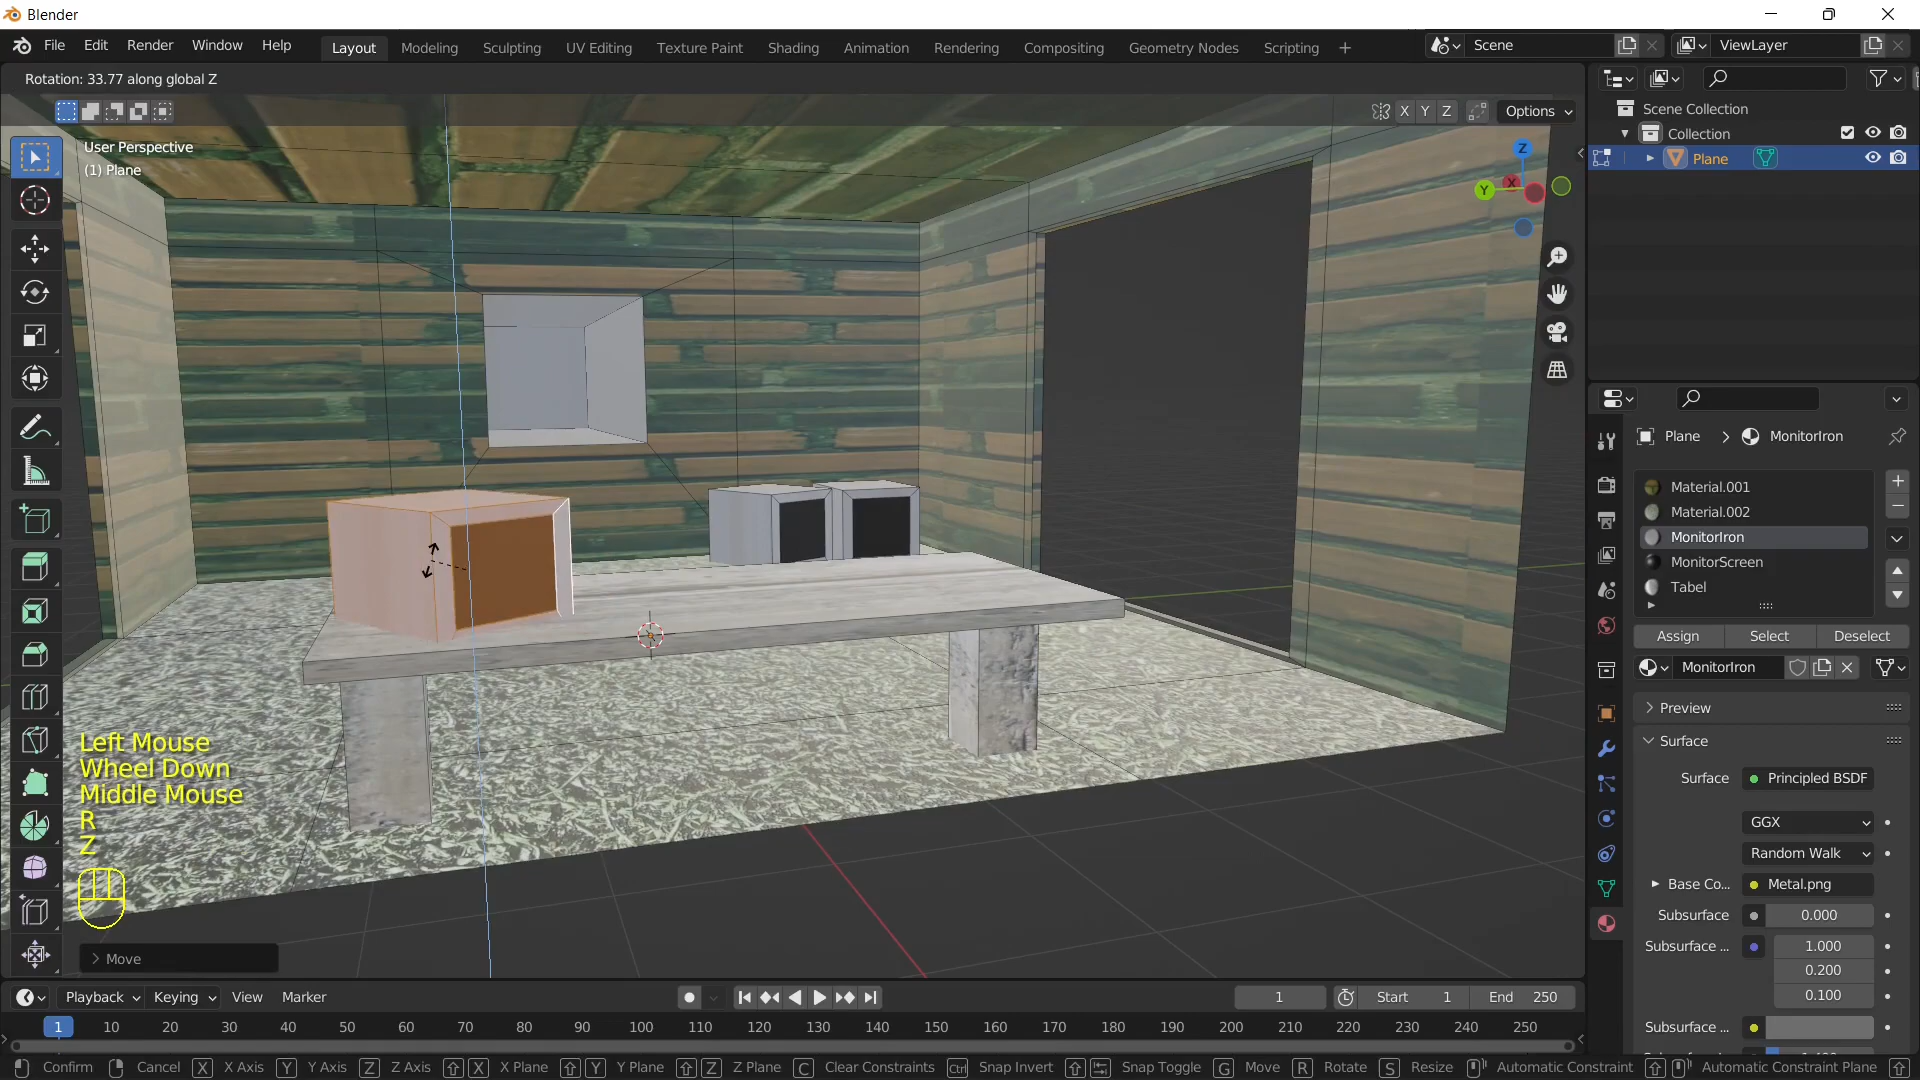 Blender
File Edit Render Window Help
Layout Modeling Sculpting UV Editing Texture Paint Shading Animation Rendering Compositing Geometry Nodes Scripting +
Scene
ViewLayer
Rotation: 33.77 along global Z
X Y Z
Options
User Perspective
(1) Plane
Z
Y
X
Scene Collection
Collection
Plane
Plane > MonitorIron
Material.001
Material.002
MonitorIron
MonitorScreen
Tabel
Assign Select Deselect
MonitorIron
Preview
Surface
Surface Principled BSDF
GGX
Random Walk
Base Co... Metal.png
Subsurface 0.000
Subsurface ... 1.000
0.200
0.100
Subsurface ...
Left Mouse
Wheel Down
Middle Mouse
R
Z
> Move
Playback Keying View Marker
1
Start 1
End 250
1 10 20 30 40 50 60 70 80 90 100 110 120 130 140 150 160 170 180 190 200 210 220 230 240 250
Confirm Cancel X X Axis Y Y Axis Z Z Axis X X Plane Y Y Plane Z Z Plane C Clear Constraints Ctrl Snap Invert Snap Toggle G Move R Rotate S Resize Automatic Constraint Automatic Constraint Plane